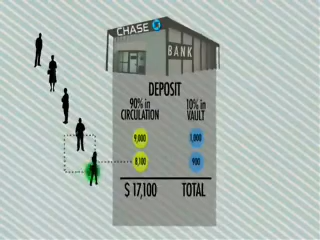 CHASE
BANK
DEPOSIT
90% in 10% in
CIRCULATION VAULT
9,000 1,000
8,100 900
$ 17,100 TOTAL